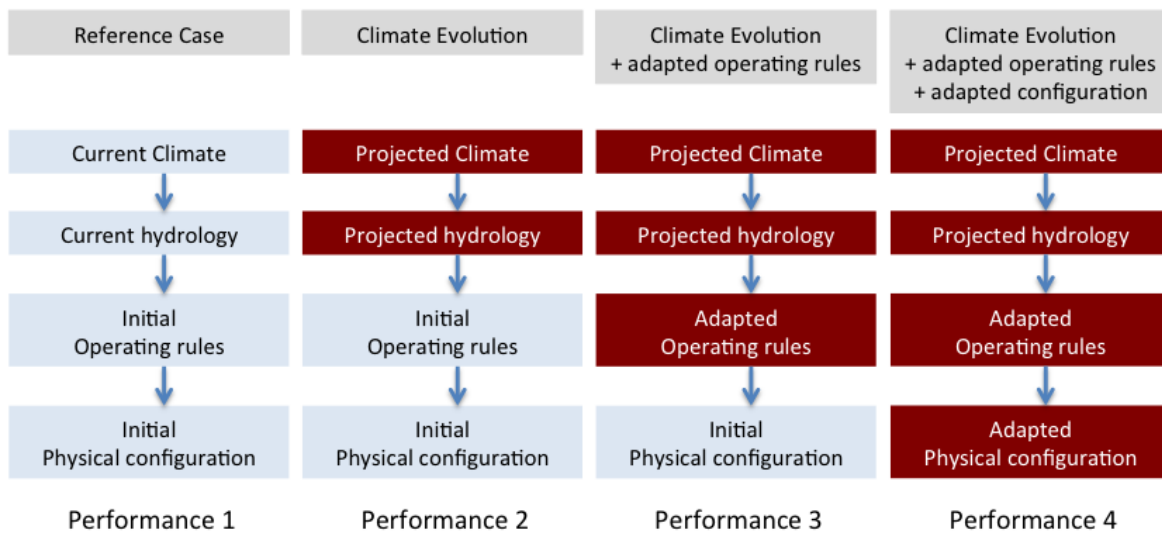 Reference Case
Climate Evolution
Climate Evolution
+ adapted operating rules
Climate Evolution
+ adapted operating rules
+ adapted configuration
Current Climate
Projected Climate
Projected Climate
Projected Climate
Current hydrology
Projected hydrology
Projected hydrology
Projected hydrology
Initial
Operating rules
Initial
Operating rules
Adapted
Operating rules
Adapted
Operating rules
Initial
Physical configuration
Initial
Physical configuration
Initial
Physical configuration
Adapted
Physical configuration
Performance 1
Performance 2
Performance 3
Performance 4